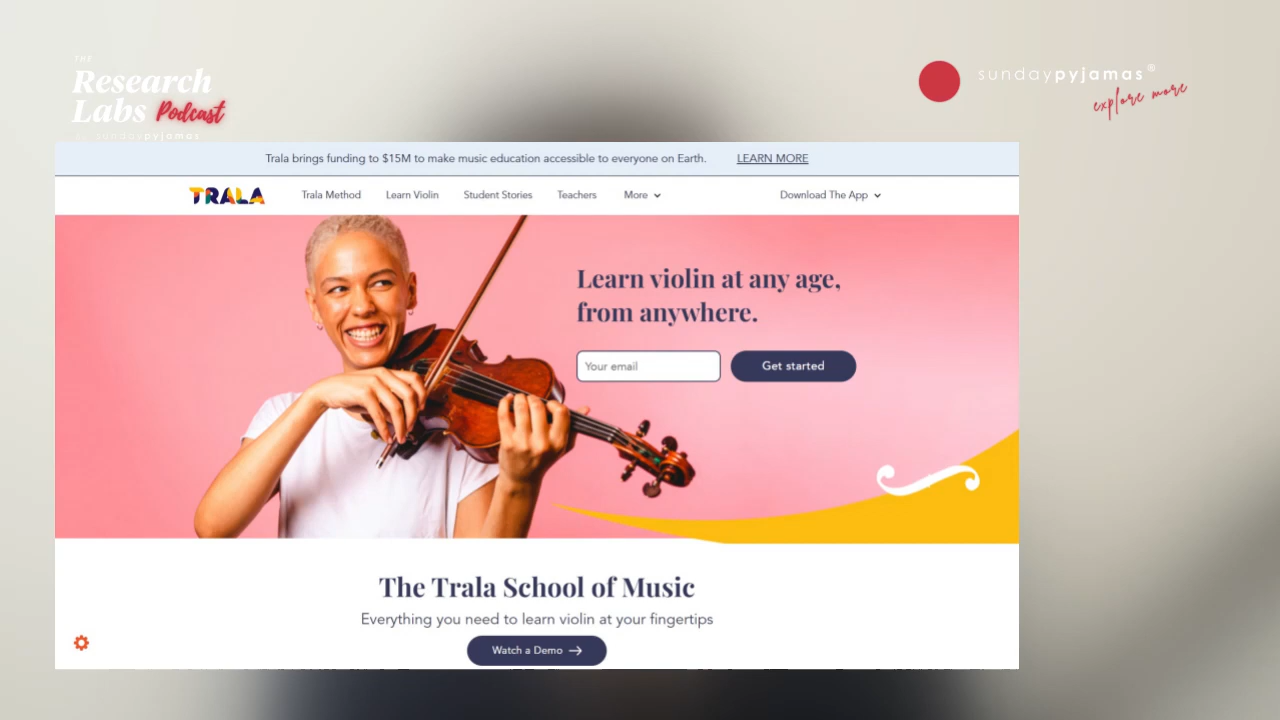 THE
Research
Labs Podcast
sundaypyjamas
sundaypyjamas®
explore more
Trala brings funding to $15M to make music education accessible to everyone on Earth. LEARN MORE
TRALA Trala Method Learn Violin Student Stories Teachers More Download The App
Learn violin at any age,
from anywhere.
Your email Get started
The Trala School of Music
Everything you need to learn violin at your fingertips
Watch a Demo →